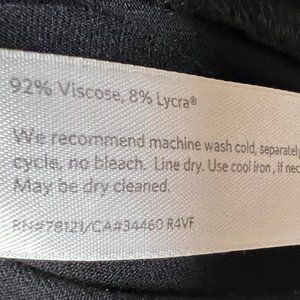 92% Viscose, 8% Lycra®
We recommend machine wash cold, separately
cycle, no bleach. Line dry. Use cool iron, if nec
May be dry cleaned.
RN#78121/CA#34460 R4VF